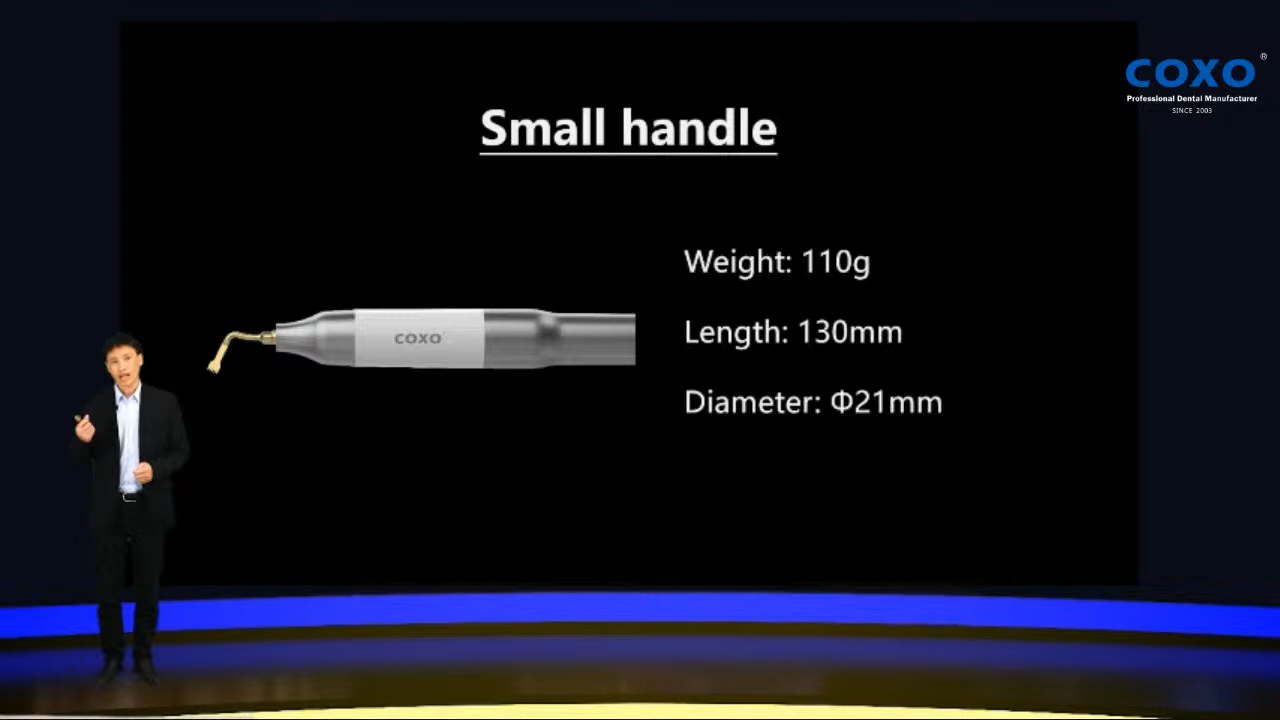 COXO®
Professional Dental Manufacturer
SINCE 2003
Small handle
Weight: 110g
Length: 130mm
Diameter: Φ21mm
COXO